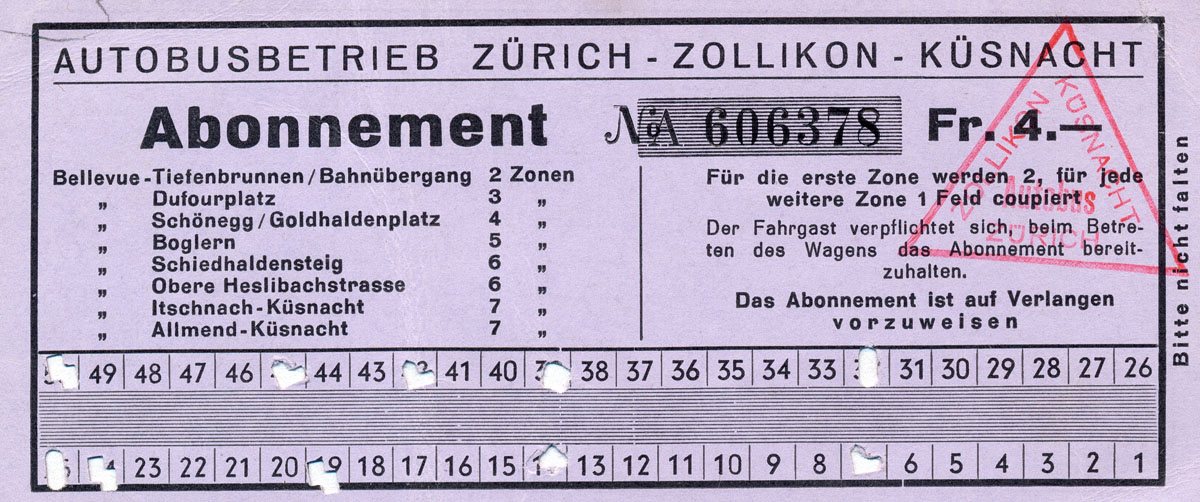 AUTOBUSBETRIEB ZÜRICH - ZOLLIKON - KÜSNACHT
Abonnement № A 606378 Fr. 4.—
Bellevue - Tiefenbrunnen / Bahnübergang 2 Zonen
„ Dufourplatz 3 „
„ Schönegg / Goldhaldenplatz 4 „
„ Boglern 5 „
„ Schiedhaldensteig 6 „
„ Obere Heslibachstrasse 6 „
„ Itschnach-Küsnacht 7 „
„ Allmend-Küsnacht 7 „
Für die erste Zone werden 2, für jede
weitere Zone 1 Feld coupiert
Der Fahrgast verpflichtet sich, beim Betre-
ten des Wagens das Abonnement bereit-
zuhalten.
Das Abonnement ist auf Verlangen
vorzuweisen
ZOLLIKON
KÜSNACHT
Autobus
ZÜRICH
Bitte nicht falten
49 48 47 46 44 43 41 40 38 37 36 35 34 33 31 30 29 28 27 26
23 22 21 20 18 17 16 15 13 12 11 10 9 8 6 5 4 3 2 1